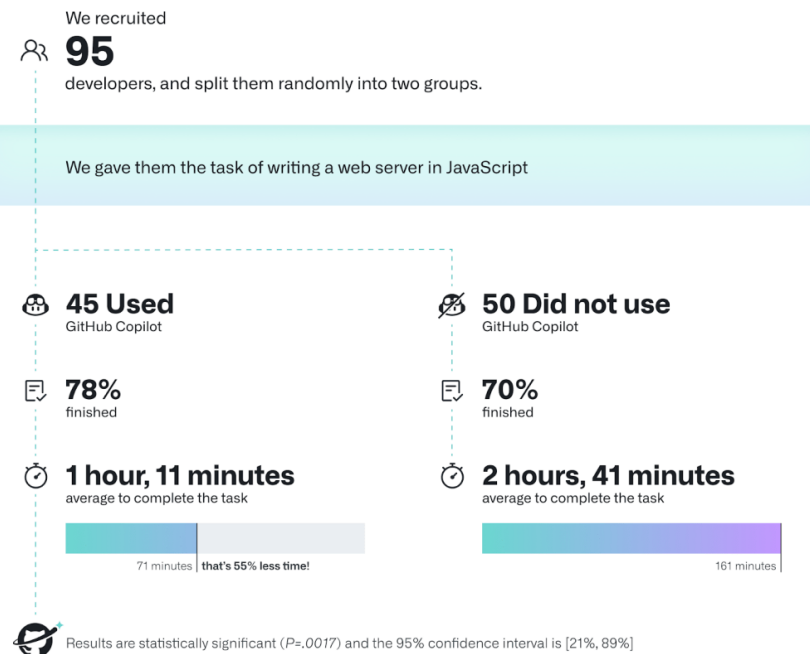 We recruited
95
developers, and split them randomly into two groups.
We gave them the task of writing a web server in JavaScript
45 Used
GitHub Copilot
78%
finished
1 hour, 11 minutes
average to complete the task
71 minutes
that's 55% less time!
50 Did not use
GitHub Copilot
70%
finished
2 hours, 41 minutes
average to complete the task
161 minutes
Results are statistically significant (P=.0017) and the 95% confidence interval is [21%, 89%]